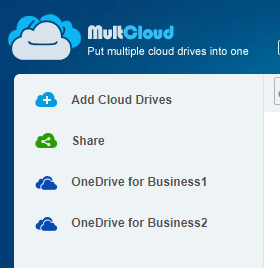 MultCloud
Put multiple cloud drives into one
Add Cloud Drives
Share
OneDrive for Business1
OneDrive for Business2